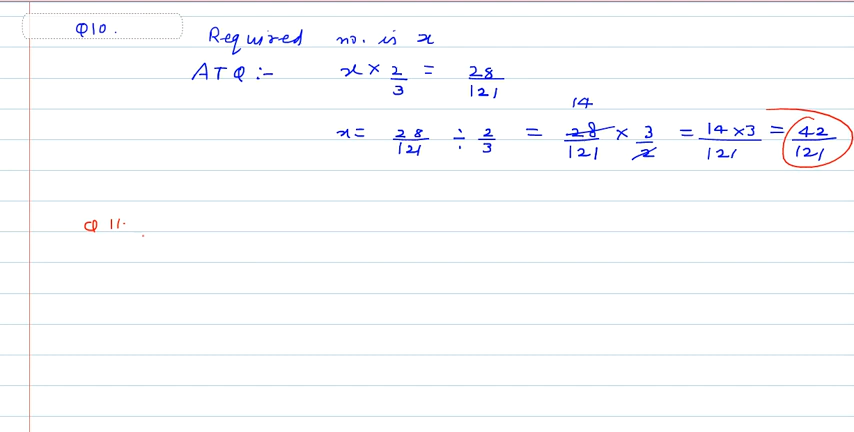 Q10.
Required no. is x
ATQ:- x × 2/3 = 28/121
x = 28/121 ÷ 2/3 = 14 28/121 × 3/2 = 14×3/121 = 42/121
Q 11.